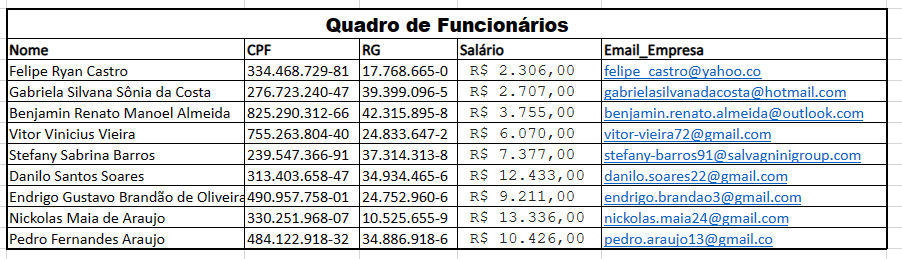 Quadro de Funcionários
Nome CPF RG Salário Email_Empresa
Felipe Ryan Castro 334.468.729-81 17.768.665-0 R$ 2.306,00 felipe_castro@yahoo.co
Gabriela Silvana Sônia da Costa 276.723.240-47 39.399.096-5 R$ 2.707,00 gabrielasilvanadacosta@hotmail.com
Benjamin Renato Manoel Almeida 825.290.312-66 42.315.895-8 R$ 3.755,00 benjamin.renato.almeida@outlook.com
Vitor Vinicius Vieira 755.263.804-40 24.833.647-2 R$ 6.070,00 vitor-vieira72@gmail.com
Stefany Sabrina Barros 239.547.366-91 37.314.313-8 R$ 7.377,00 stefany-barros91@salvagninigroup.com
Danilo Santos Soares 313.403.658-47 34.934.465-6 R$ 12.433,00 danilo.soares22@gmail.com
Endrigo Gustavo Brandão de Oliveira 490.957.758-01 24.752.960-6 R$ 9.211,00 endrigo.brandao3@gmail.com
Nickolas Maia de Araujo 330.251.968-07 10.525.655-9 R$ 13.336,00 nickolas.maia24@gmail.com
Pedro Fernandes Araujo 484.122.918-32 34.886.918-6 R$ 10.426,00 pedro.araujo13@gmail.co